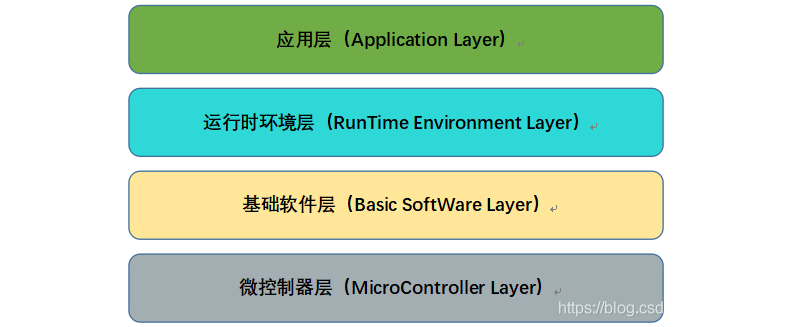 应用层（Application Layer）
运行时环境层（RunTime Environment Layer）
基础软件层（Basic SoftWare Layer）
微控制器层（MicroController Layer）
https://blog.csd